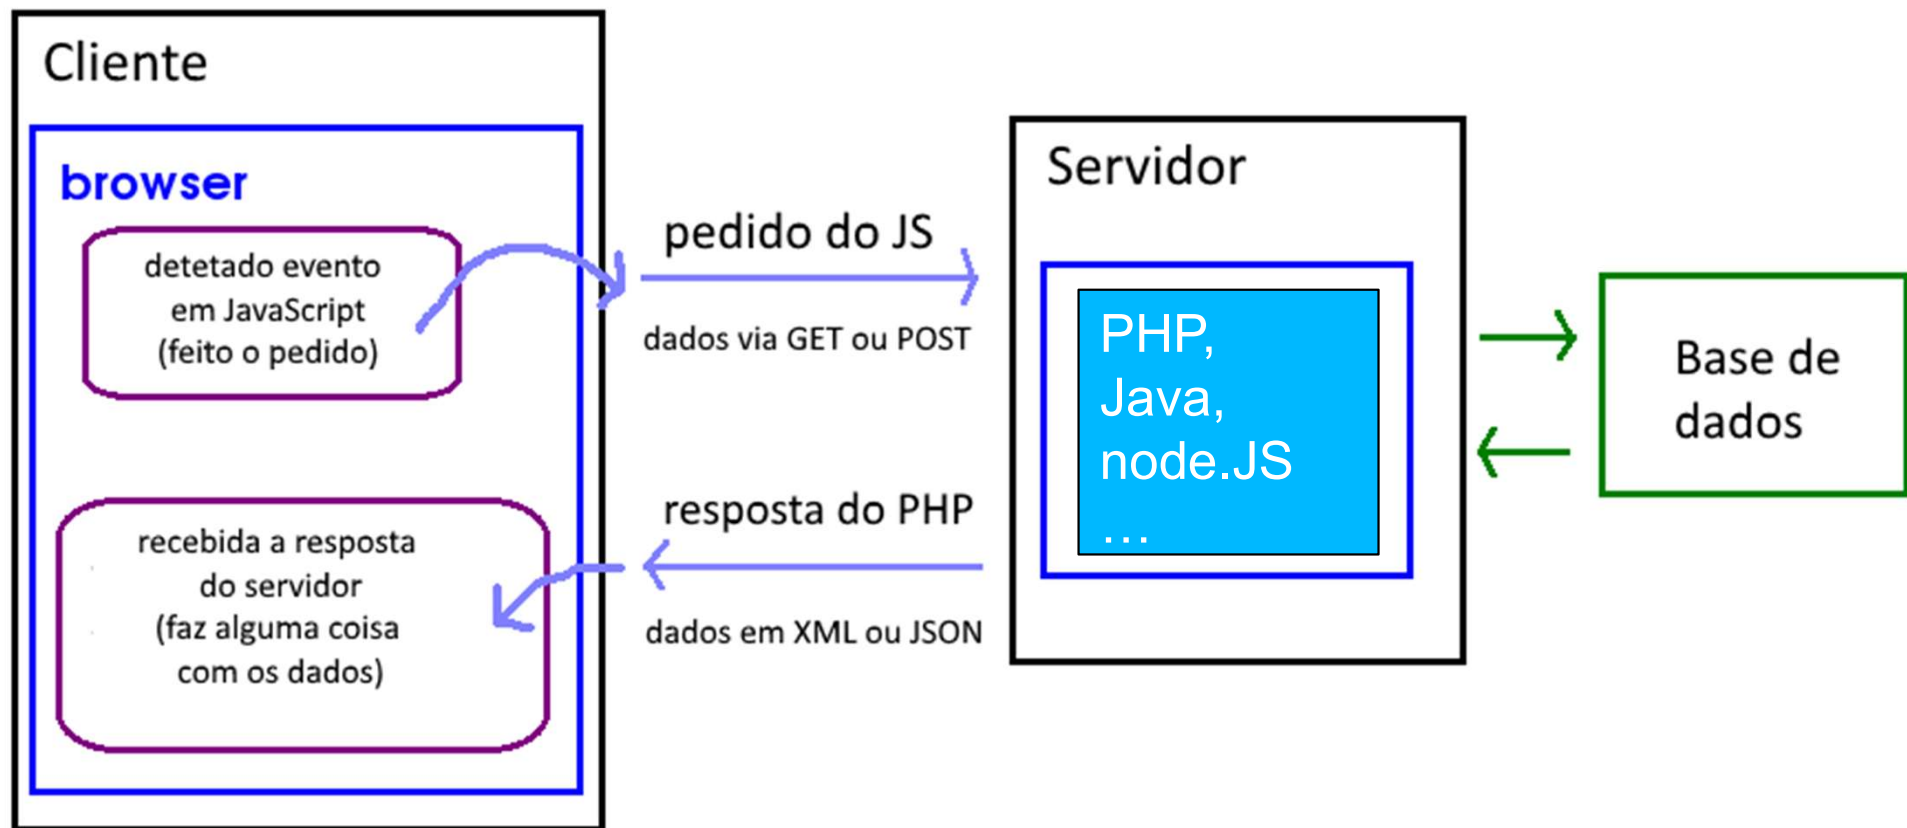 Cliente
browser
detetado evento
em JavaScript
(feito o pedido)
recebida a resposta
do servidor
(faz alguma coisa
com os dados)
pedido do JS
dados via GET ou POST
resposta do PHP
dados em XML ou JSON
Servidor
PHP,
Java,
node.JS
...
Base de
dados